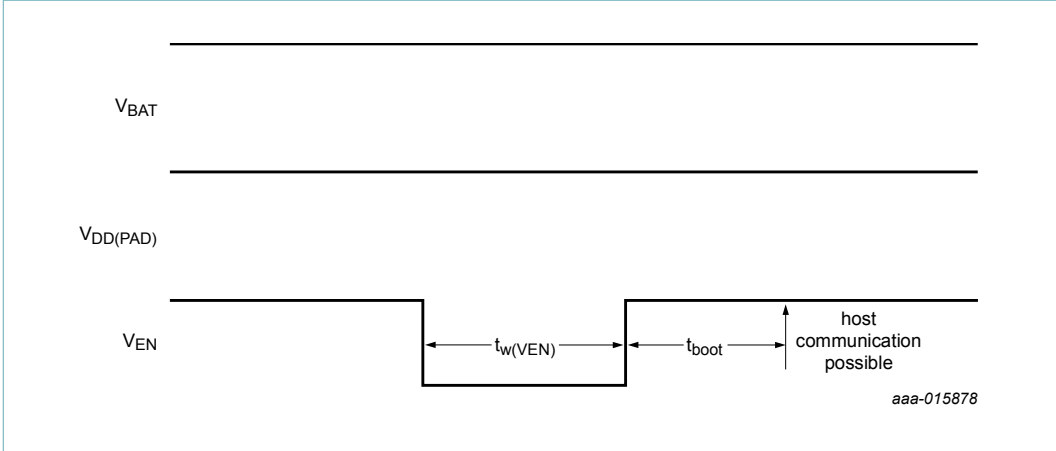 VBAT
VDD(PAD)
VEN
tw(VEN)
tboot
host
communication
possible
aaa-015878